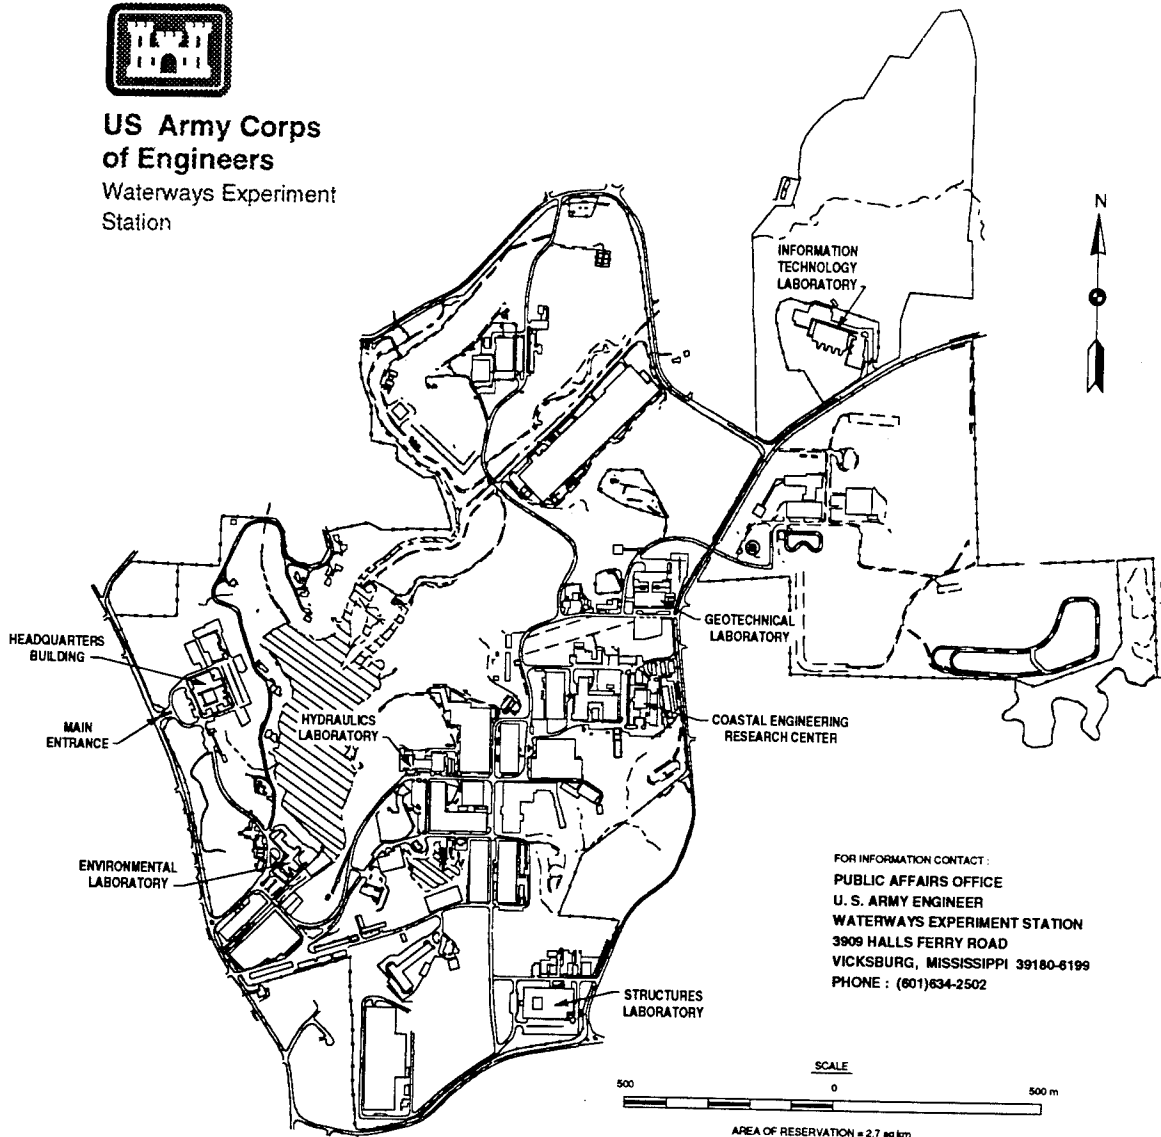 US Army Corps
of Engineers
Waterways Experiment
Station
N
INFORMATION
TECHNOLOGY
LABORATORY
GEOTECHNICAL
LABORATORY
HEADQUARTERS
BUILDING
MAIN
ENTRANCE
HYDRAULICS
LABORATORY
COASTAL ENGINEERING
RESEARCH CENTER
ENVIRONMENTAL
LABORATORY
STRUCTURES
LABORATORY
FOR INFORMATION CONTACT :
PUBLIC AFFAIRS OFFICE
U. S. ARMY ENGINEER
WATERWAYS EXPERIMENT STATION
3909 HALLS FERRY ROAD
VICKSBURG, MISSISSIPPI 39180-6199
PHONE : (601)634-2502
SCALE
500 0 500 m
AREA OF RESERVATION = 2.7 sq km